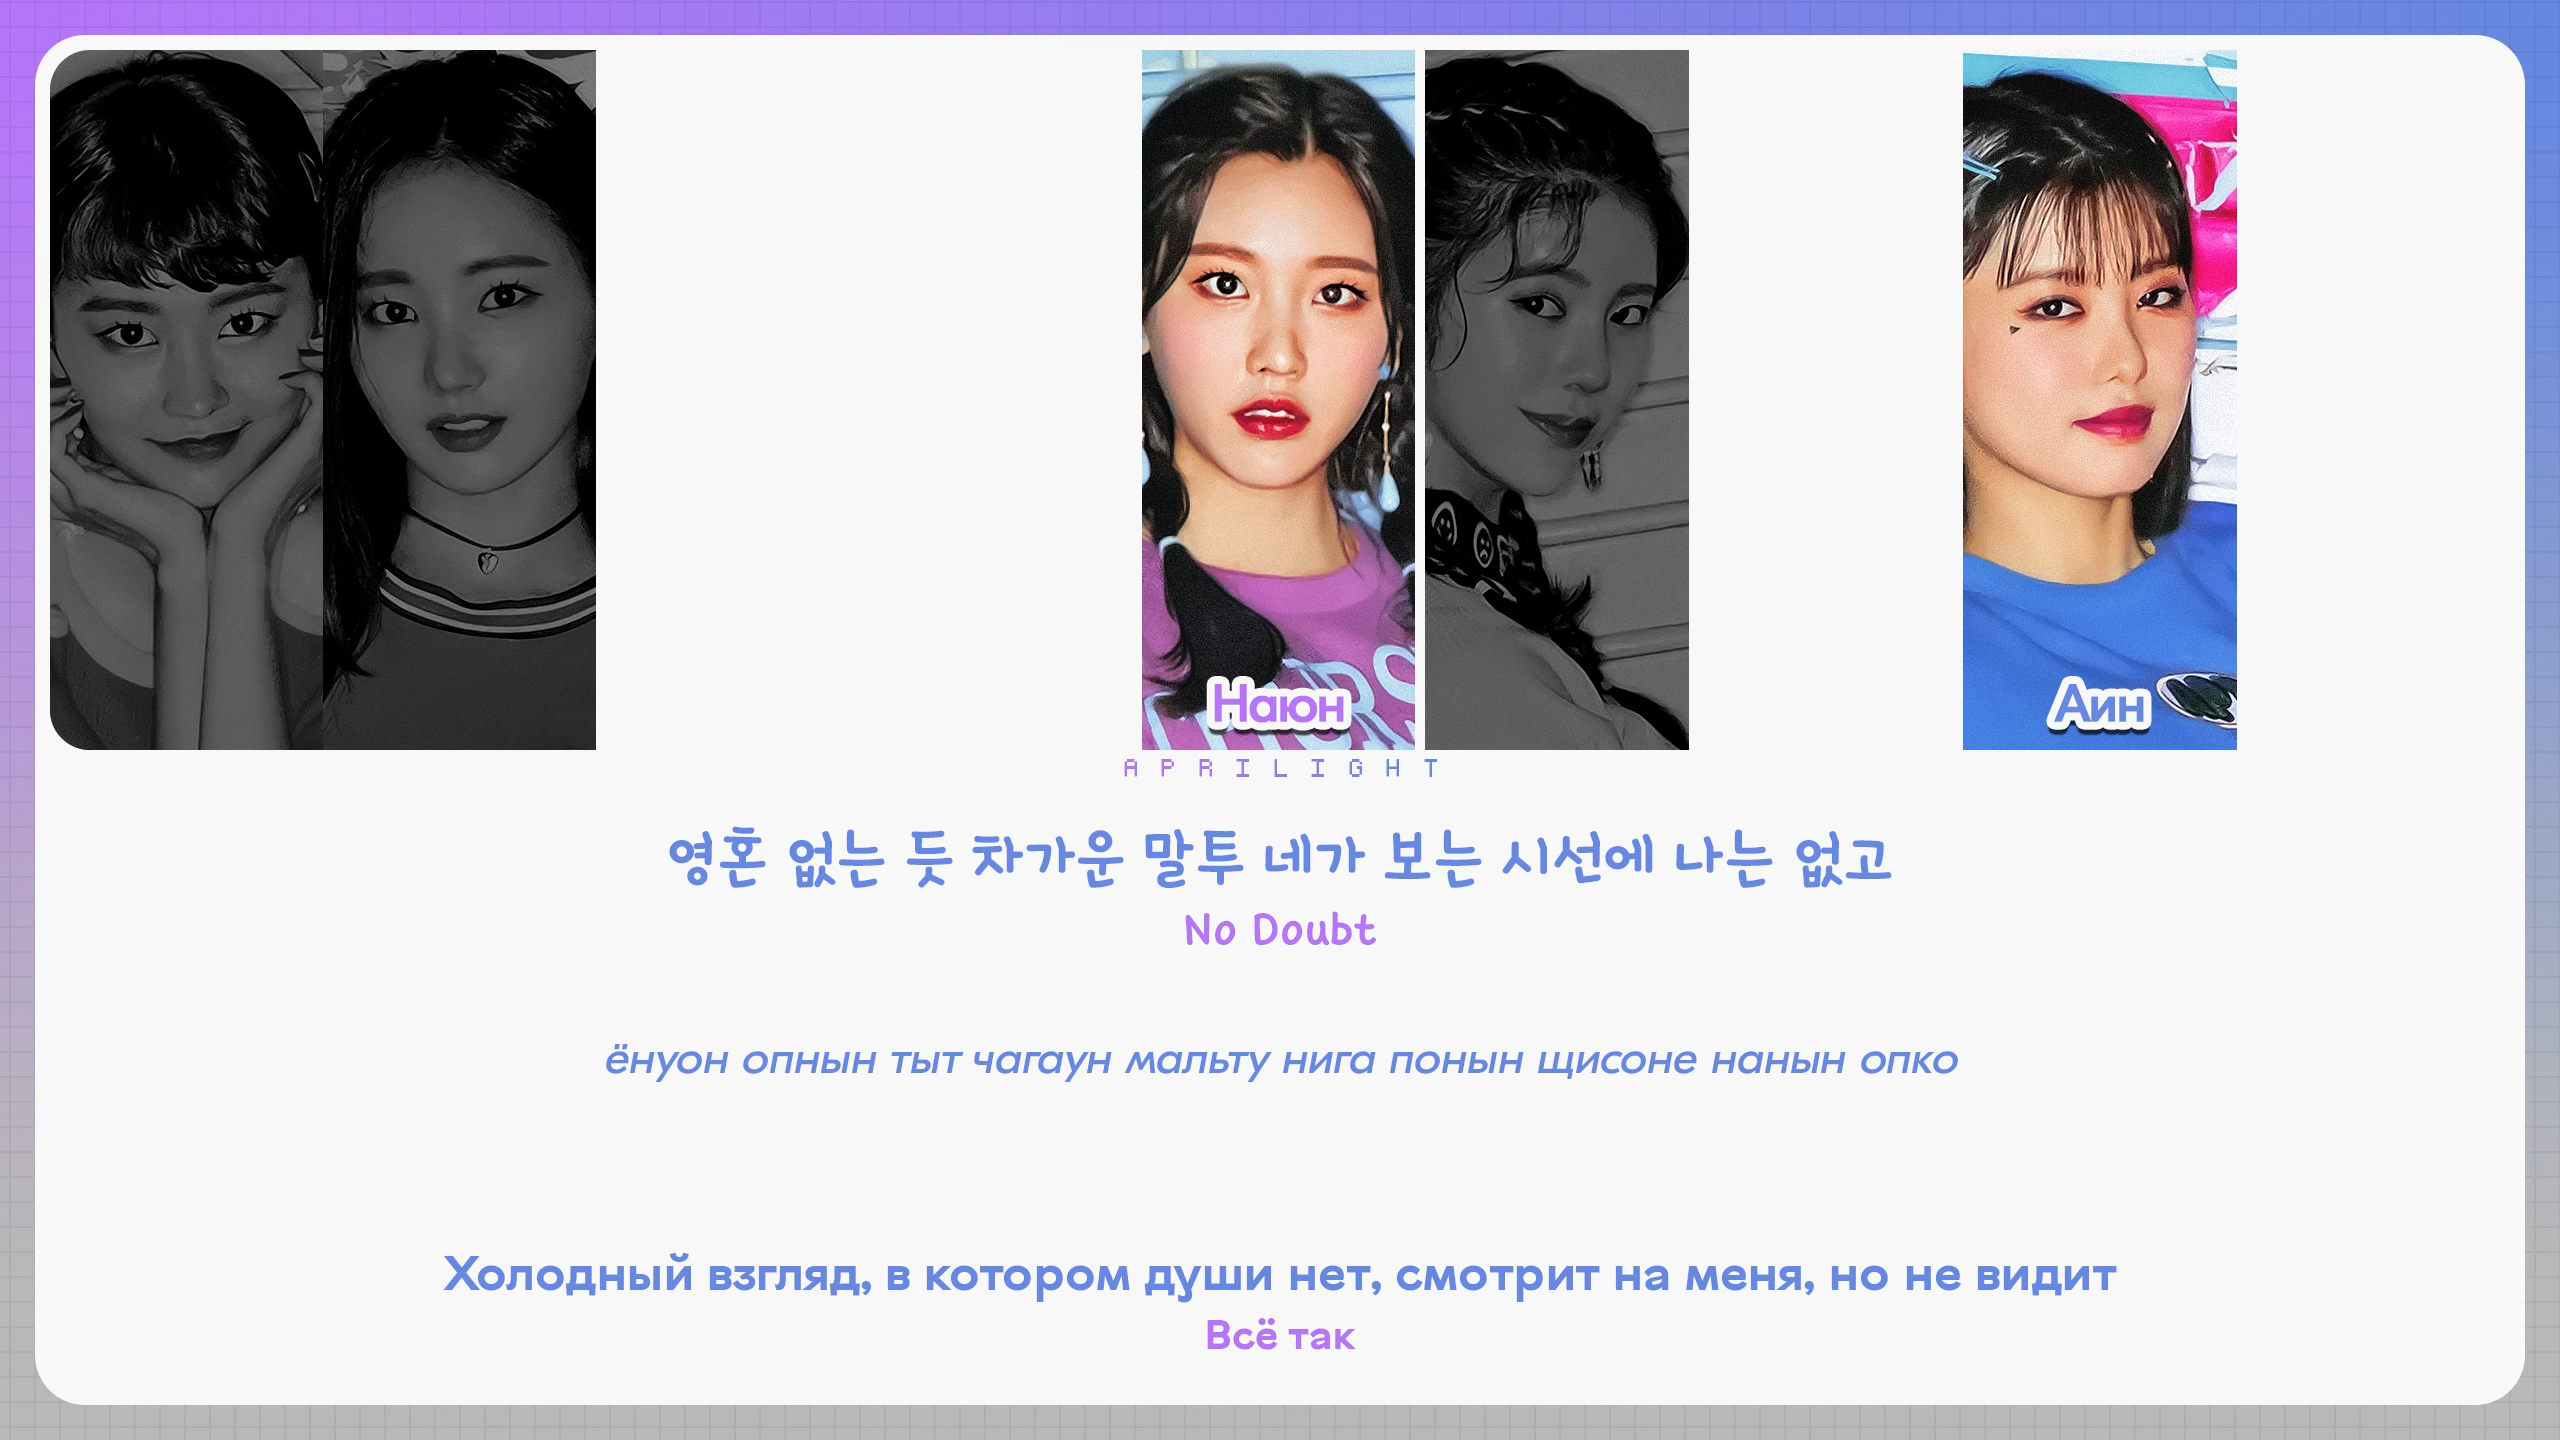 Наюн
Аин
APRILIGHT
영혼 없는 듯 차가운 말투 네가 보는 시선에 나는 없고
No Doubt
ёнуон опнын тыт чагаун мальту нига понын щисоне нанын опко
Холодный взгляд, в котором души нет, смотрит на меня, но не видит
Всё так